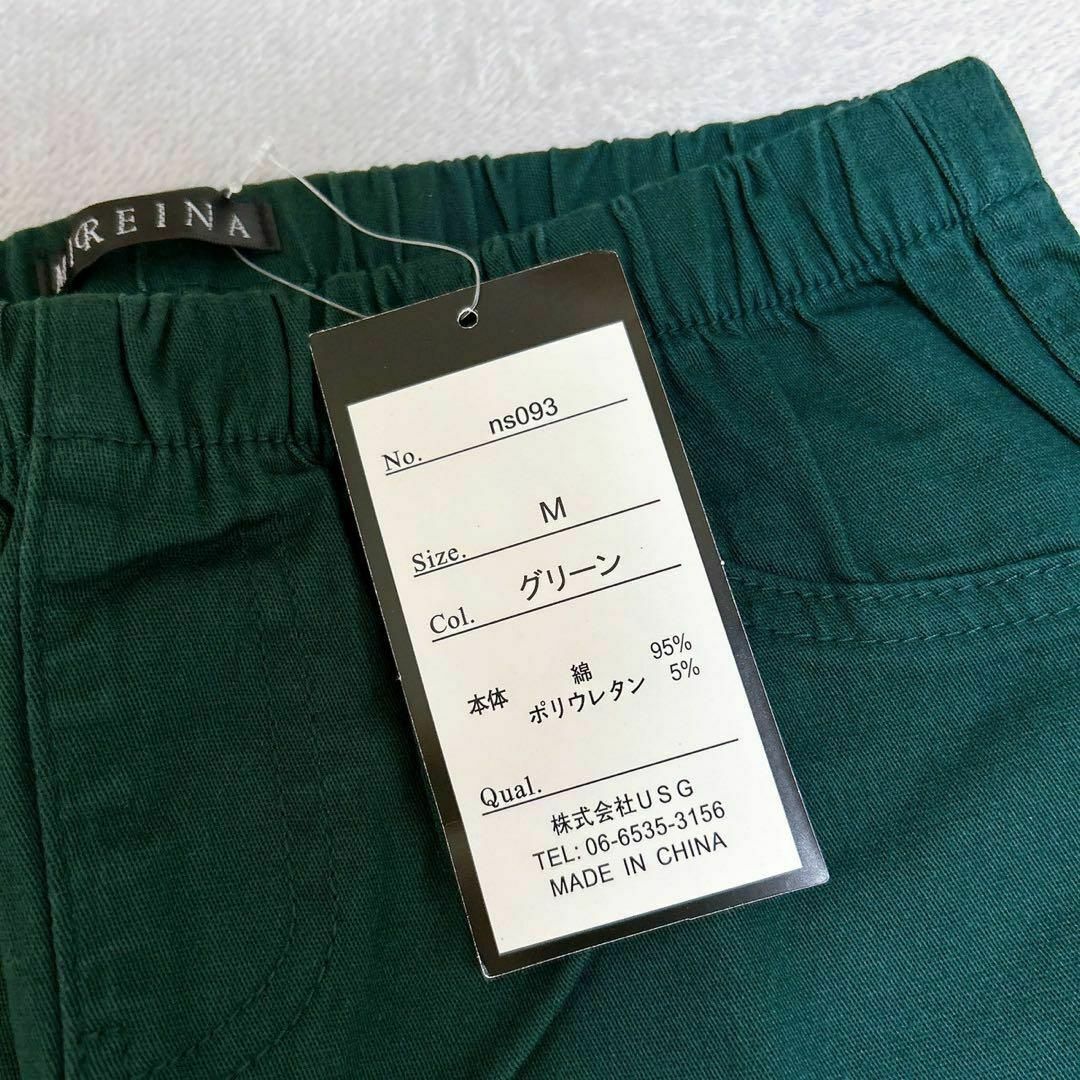 REINA
No. ns093
Size. M
Col. グリーン
本体 綿 95%
ポリウレタン 5%
Qual.
株式会社USG
TEL: 06-6535-3156
MADE IN CHINA